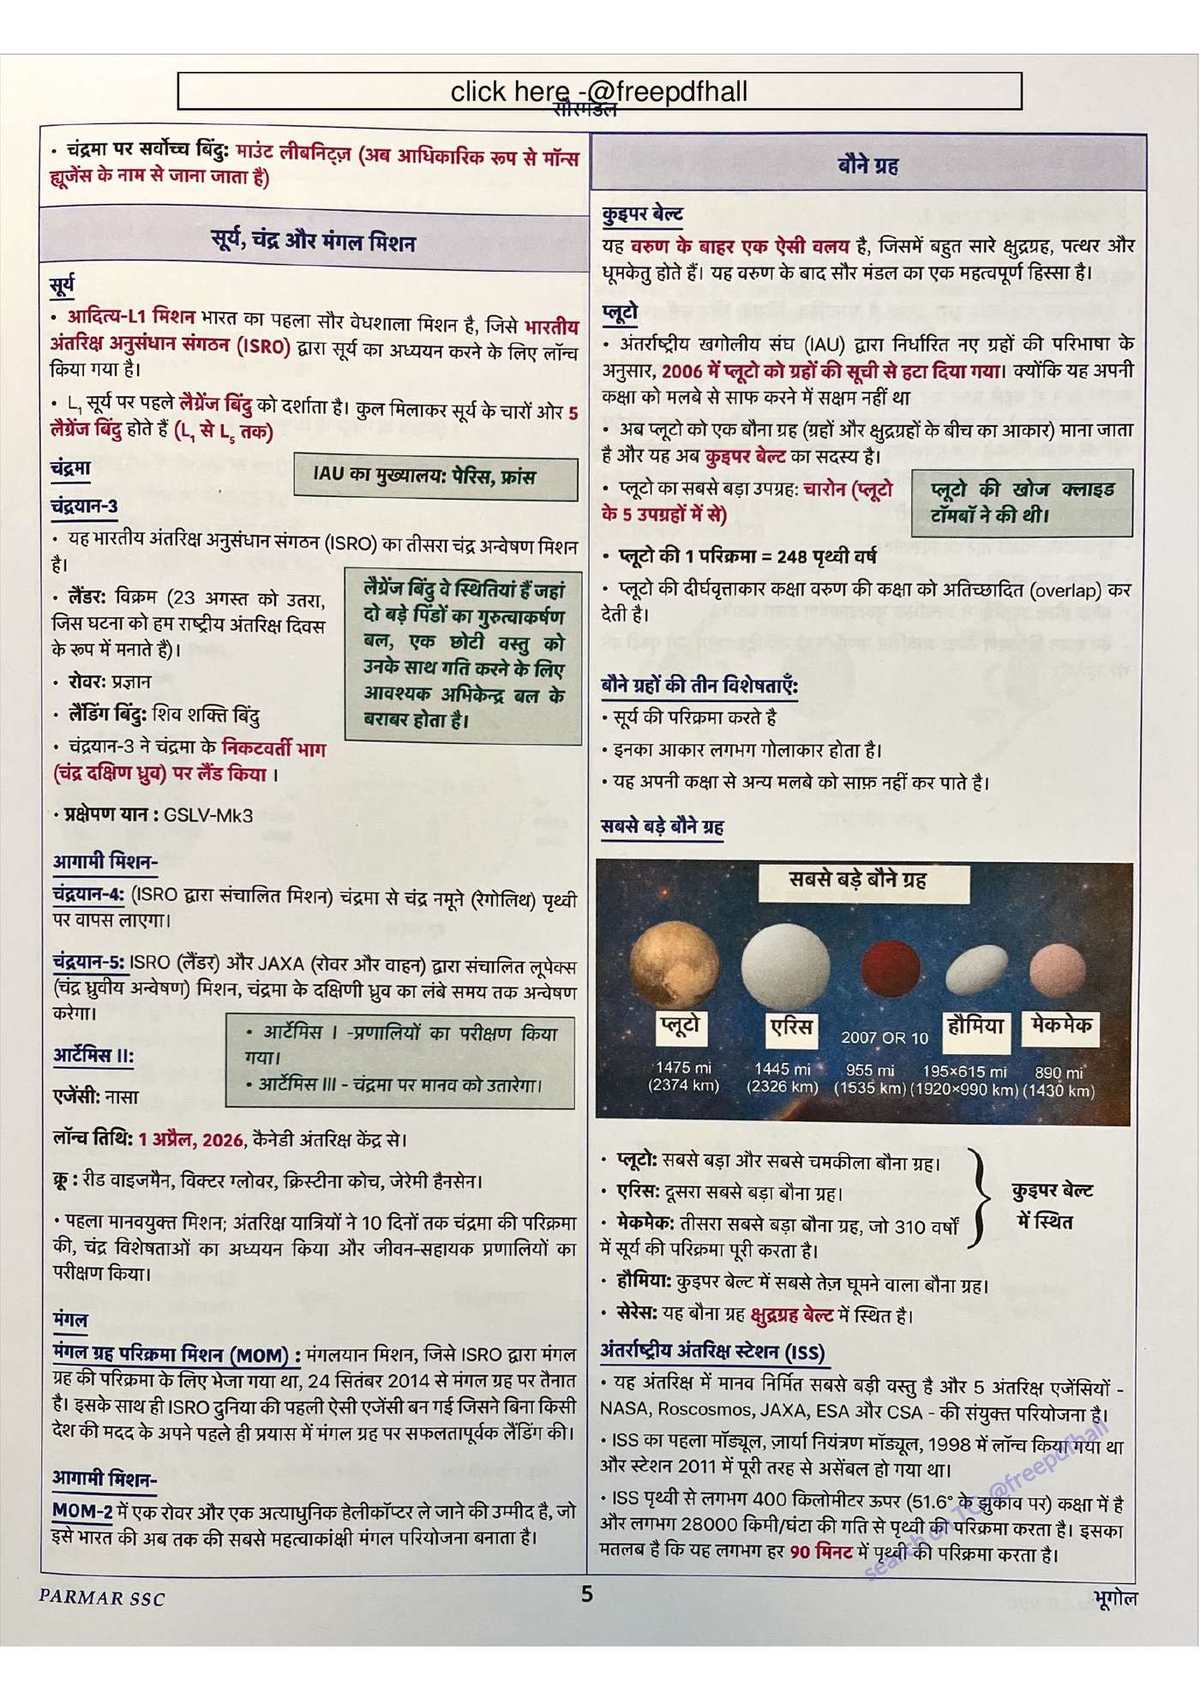 click here -@freepdfhall
सौरमंडल
• चंद्रमा पर सर्वोच्च बिंदु: माउंट लीबनिट्ज़ (अब आधिकारिक रूप से मॉन्स
ह्यूजेंस के नाम से जाना जाता है)
सूर्य, चंद्र और मंगल मिशन
सूर्य
• आदित्य-L1 मिशन भारत का पहला सौर वेधशाला मिशन है, जिसे भारतीय
अंतरिक्ष अनुसंधान संगठन (ISRO) द्वारा सूर्य का अध्ययन करने के लिए लॉन्च
किया गया है।
• L₁ सूर्य पर पहले लैग्रेंज बिंदु को दर्शाता है। कुल मिलाकर सूर्य के चारों ओर 5
लैग्रेंज बिंदु होते हैं (L₁ से L₅ तक)
चंद्रमा
IAU का मुख्यालय: पेरिस, फ्रांस
चंद्रयान-3
• यह भारतीय अंतरिक्ष अनुसंधान संगठन (ISRO) का तीसरा चंद्र अन्वेषण मिशन
है।
• लैंडर: विक्रम (23 अगस्त को उतरा,
जिस घटना को हम राष्ट्रीय अंतरिक्ष दिवस
के रूप में मनाते है)।
• रोवर: प्रज्ञान
• लैंडिंग बिंदु: शिव शक्ति बिंदु
• चंद्रयान-3 ने चंद्रमा के निकटवर्ती भाग
(चंद्र दक्षिण ध्रुव) पर लैंड किया ।
लैग्रेंज बिंदु वे स्थितियां हैं जहां
दो बड़े पिंडों का गुरुत्वाकर्षण
बल, एक छोटी वस्तु को
उनके साथ गति करने के लिए
आवश्यक अभिकेन्द्र बल के
बराबर होता है।
• प्रक्षेपण यान : GSLV-Mk3
आगामी मिशन-
चंद्रयान-4: (ISRO द्वारा संचालित मिशन) चंद्रमा से चंद्र नमूने (रेगोलिथ) पृथ्वी
पर वापस लाएगा।
चंद्रयान-5: ISRO (लैंडर) और JAXA (रोवर और वाहन) द्वारा संचालित लूपेक्स
(चंद्र ध्रुवीय अन्वेषण) मिशन, चंद्रमा के दक्षिणी ध्रुव का लंबे समय तक अन्वेषण
करेगा।
• आर्टेमिस I -प्रणालियों का परीक्षण किया
गया।
• आर्टेमिस III - चंद्रमा पर मानव को उतारेगा।
आर्टेमिस II:
एजेंसी: नासा
लॉन्च तिथि: 1 अप्रैल, 2026, कैनेडी अंतरिक्ष केंद्र से।
क्रू : रीड वाइजमैन, विक्टर ग्लोवर, क्रिस्टीना कोच, जेरेमी हैनसेन।
• पहला मानवयुक्त मिशन; अंतरिक्ष यात्रियों ने 10 दिनों तक चंद्रमा की परिक्रमा
की, चंद्र विशेषताओं का अध्ययन किया और जीवन-सहायक प्रणालियों का
परीक्षण किया।
मंगल
मंगल ग्रह परिक्रमा मिशन (MOM) : मंगलयान मिशन, जिसे ISRO द्वारा मंगल
ग्रह की परिक्रमा के लिए भेजा गया था, 24 सितंबर 2014 से मंगल ग्रह पर तैनात
है। इसके साथ ही ISRO दुनिया की पहली ऐसी एजेंसी बन गई जिसने बिना किसी
देश की मदद के अपने पहले ही प्रयास में मंगल ग्रह पर सफलतापूर्वक लैंडिंग की।
आगामी मिशन-
MOM-2 में एक रोवर और एक अत्याधुनिक हेलीकॉप्टर ले जाने की उम्मीद है, जो
इसे भारत की अब तक की सबसे महत्वाकांक्षी मंगल परियोजना बनाता है।
बौने ग्रह
कुइपर बेल्ट
यह वरुण के बाहर एक ऐसी वलय है, जिसमें बहुत सारे क्षुद्रग्रह, पत्थर और
धूमकेतु होते हैं। यह वरुण के बाद सौर मंडल का एक महत्वपूर्ण हिस्सा है।
प्लूटो
• अंतर्राष्ट्रीय खगोलीय संघ (IAU) द्वारा निर्धारित नए ग्रहों की परिभाषा के
अनुसार, 2006 में प्लूटो को ग्रहों की सूची से हटा दिया गया। क्योंकि यह अपनी
कक्षा को मलबे से साफ करने में सक्षम नहीं था
• अब प्लूटो को एक बौना ग्रह (ग्रहों और क्षुद्रग्रहों के बीच का आकार) माना जाता
है और यह अब कुइपर बेल्ट का सदस्य है।
• प्लूटो का सबसे बड़ा उपग्रह: चारोन (प्लूटो
के 5 उपग्रहों में से)
प्लूटो की खोज क्लाइड
टॉमबॉ ने की थी।
• प्लूटो की 1 परिक्रमा = 248 पृथ्वी वर्ष
• प्लूटो की दीर्घवृत्ताकार कक्षा वरुण की कक्षा को अतिच्छादित (overlap) कर
देती है।
बौने ग्रहों की तीन विशेषताएँ:
• सूर्य की परिक्रमा करते है
• इनका आकार लगभग गोलाकार होता है।
• यह अपनी कक्षा से अन्य मलबे को साफ़ नहीं कर पाते है।
सबसे बड़े बौने ग्रह
सबसे बड़े बौने ग्रह
प्लूटो एरिस 2007 OR 10 हौमिया मेकमेक
1475 mi 1445 mi 955 mi 195×615 mi 890 mi
(2374 km) (2326 km) (1535 km) (1920×990 km) (1430 km)
• प्लूटो: सबसे बड़ा और सबसे चमकीला बौना ग्रह।
• एरिस: दूसरा सबसे बड़ा बौना ग्रह।
• मेकमेक: तीसरा सबसे बड़ा बौना ग्रह, जो 310 वर्षों
में सूर्य की परिक्रमा पूरी करता है।
कुइपर बेल्ट
में स्थित
• हौमिया: कुइपर बेल्ट में सबसे तेज़ घूमने वाला बौना ग्रह।
• सेरेस: यह बौना ग्रह क्षुद्रग्रह बेल्ट में स्थित है।
अंतर्राष्ट्रीय अंतरिक्ष स्टेशन (ISS)
• यह अंतरिक्ष में मानव निर्मित सबसे बड़ी वस्तु है और 5 अंतरिक्ष एजेंसियों -
NASA, Roscosmos, JAXA, ESA और CSA - की संयुक्त परियोजना है।
• ISS का पहला मॉड्यूल, ज़ार्या नियंत्रण मॉड्यूल, 1998 में लॉन्च किया गया था
और स्टेशन 2011 में पूरी तरह से असेंबल हो गया था।
• ISS पृथ्वी से लगभग 400 किलोमीटर ऊपर (51.6° के झुकाव पर) कक्षा में है
और लगभग 28000 किमी/घंटा की गति से पृथ्वी की परिक्रमा करता है। इसका
मतलब है कि यह लगभग हर 90 मिनट में पृथ्वी की परिक्रमा करता है।
search on TG @freepdfhall
PARMAR SSC
5
भूगोल